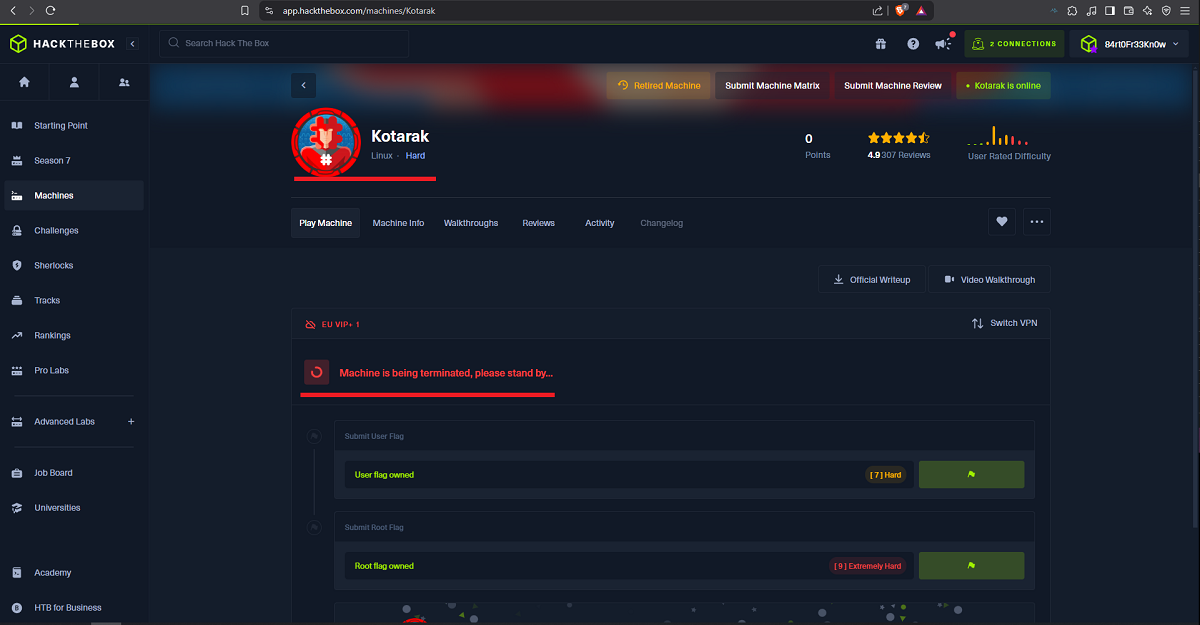 app.hackthebox.com/machines/Kotarak
HACKTHEBOX
Search Hack The Box
2 CONNECTIONS
84rt0Fr33Kn0w
Starting Point
Season 7
Machines
Challenges
Sherlocks
Tracks
Rankings
Pro Labs
Advanced Labs
Job Board
Universities
Academy
HTB for Business
Retired Machine
Submit Machine Matrix
Submit Machine Review
Kotarak is online
Kotarak
Linux · Hard
0
Points
4.9 307 Reviews
User Rated Difficulty
Play Machine
Machine Info
Walkthroughs
Reviews
Activity
Changelog
Official Writeup
Video Walkthrough
EU VIP+ 1
Switch VPN
Machine is being terminated, please stand by...
Submit User Flag
User flag owned
[ 7 ] Hard
Submit Root Flag
Root flag owned
[ 9 ] Extremely Hard